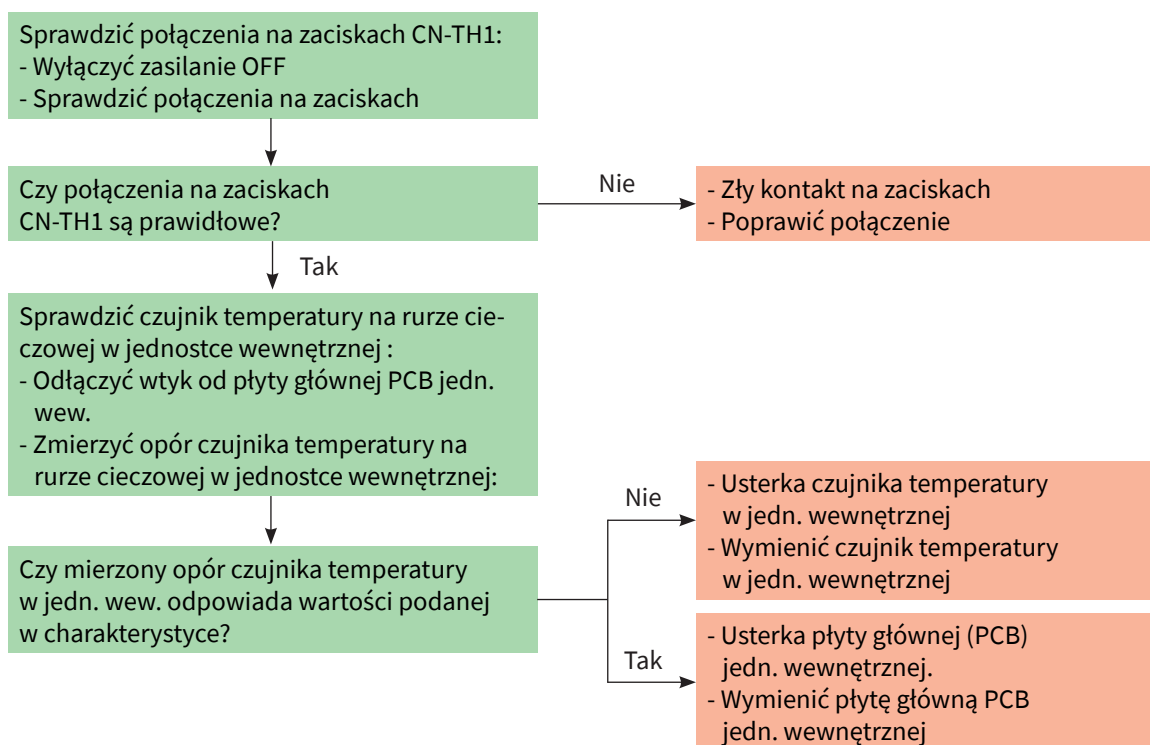 Sprawdzić połączenia na zaciskach CN-TH1:
- Wyłączyć zasilanie OFF
- Sprawdzić połączenia na zaciskach
Czy połączenia na zaciskach
CN-TH1 są prawidłowe?
Nie
- Zły kontakt na zaciskach
- Poprawić połączenie
Tak
Sprawdzić czujnik temperatury na rurze cie-
czowej w jednostce wewnętrznej :
- Odłączyć wtyk od płyty głównej PCB jedn.
wew.
- Zmierzyć opór czujnika temperatury na
rurze cieczowej w jednostce wewnętrznej:
Czy mierzony opór czujnika temperatury
w jedn. wew. odpowiada wartości podanej
w charakterystyce?
Nie
- Usterka czujnika temperatury
w jedn. wewnętrznej
- Wymienić czujnik temperatury
w jedn. wewnętrznej
Tak
- Usterka płyty głównej (PCB)
jedn. wewnętrznej.
- Wymienić płytę główną PCB
jedn. wewnętrznej